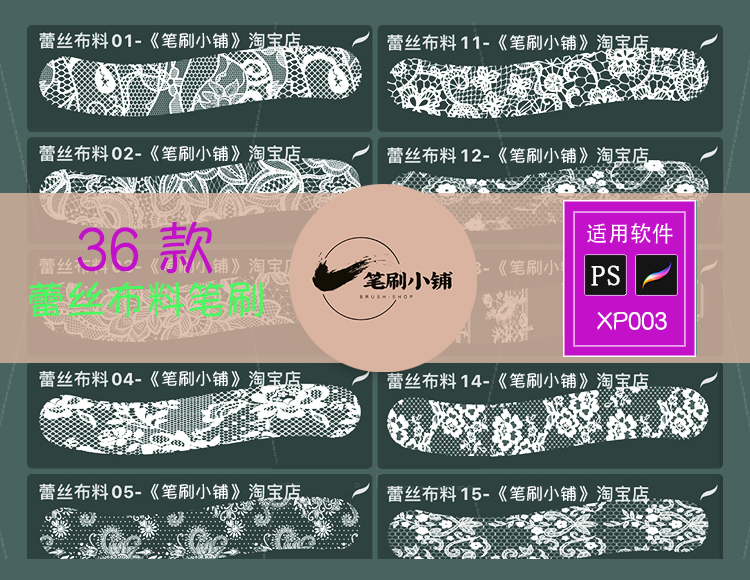 蕾丝布料01-《笔刷小铺》淘宝店
蕾丝布料11-《笔刷小铺》淘宝店
蕾丝布料02-《笔刷小铺》淘宝店
蕾丝布料12-《笔刷小铺》淘宝店
36 款
蕾丝布料笔刷
笔刷小铺
BRUSH-SHOP
适用软件
PS
XP003
蕾丝布料04-《笔刷小铺》淘宝店
蕾丝布料14-《笔刷小铺》淘宝店
蕾丝布料05-《笔刷小铺》淘宝店
蕾丝布料15-《笔刷小铺》淘宝店